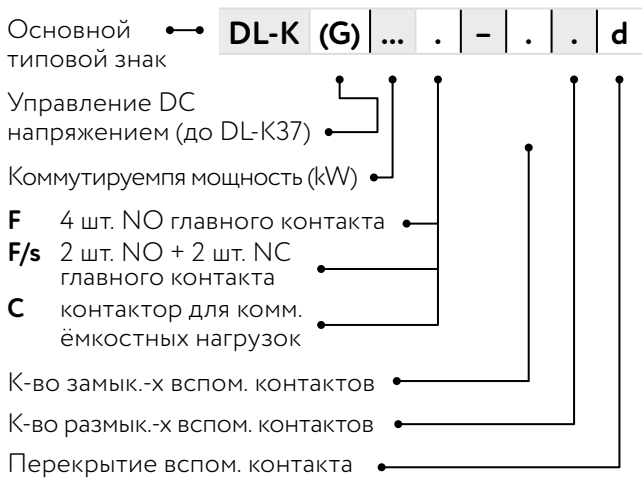 Основной DL-K (G) ... . – . . d
типовой знак
Управление DC
напряжением (до DL-K37)
Коммутируемпя мощность (kW)
F 4 шт. NO главного контакта
F/s 2 шт. NO + 2 шт. NC
главного контакта
C контактор для комм.
ёмкостных нагрузок
К-во замык.-х вспом. контактов
К-во размык.-х вспом. контактов
Перекрытие вспом. контакта